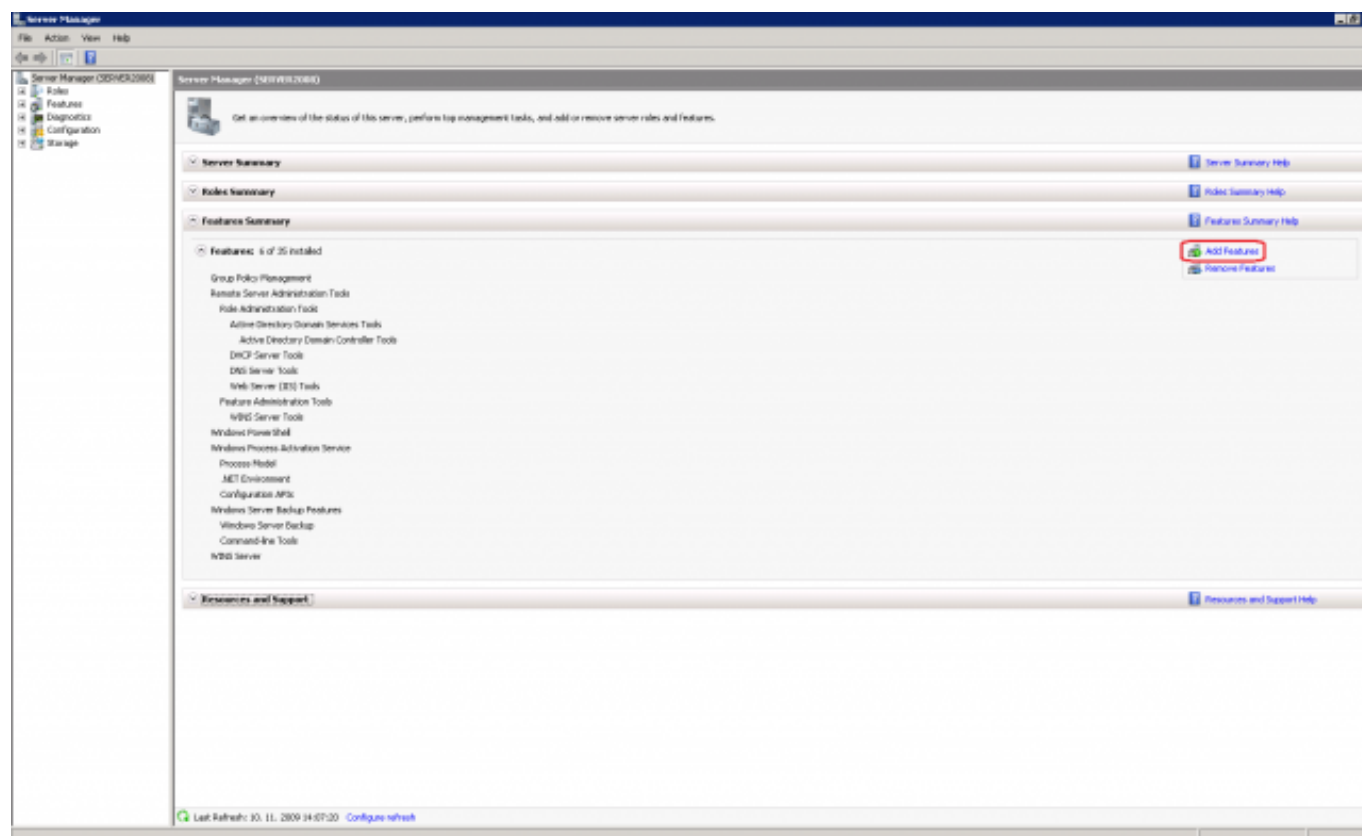 Server Manager
File Action View Help
Server Manager (SERVER2008)
Roles
Features
Diagnostics
Configuration
Storage
Server Manager (SERVER2008)
Get an overview of the status of this server, perform top management tasks, and add or remove server roles and features.
Server Summary
Server Summary Help
Roles Summary
Roles Summary Help
Features Summary
Features Summary Help
Features: 6 of 35 installed
Add Features
Remove Features
Group Policy Management
Remote Server Administration Tools
Role Administration Tools
Active Directory Domain Services Tools
Active Directory Domain Controller Tools
DHCP Server Tools
DNS Server Tools
Web Server (IIS) Tools
Feature Administration Tools
WINS Server Tools
Windows PowerShell
Windows Process Activation Service
Process Model
.NET Environment
Configuration APIs
Windows Server Backup Features
Windows Server Backup
Command-line Tools
WINS Server
Resources and Support
Resources and Support Help
Last Refresh: 10. 11. 2009 14:07:20 Configure refresh